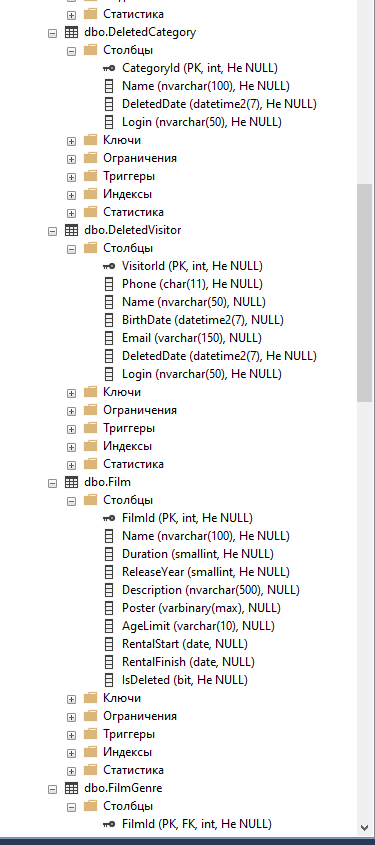 Статистика
dbo.DeletedCategory
Столбцы
CategoryId (PK, int, Не NULL)
Name (nvarchar(100), Не NULL)
DeletedDate (datetime2(7), Не NULL)
Login (nvarchar(50), Не NULL)
Ключи
Ограничения
Триггеры
Индексы
Статистика
dbo.DeletedVisitor
Столбцы
VisitorId (PK, int, Не NULL)
Phone (char(11), Не NULL)
Name (nvarchar(50), NULL)
BirthDate (datetime2(7), NULL)
Email (varchar(150), NULL)
DeletedDate (datetime2(7), Не NULL)
Login (nvarchar(50), Не NULL)
Ключи
Ограничения
Триггеры
Индексы
Статистика
dbo.Film
Столбцы
FilmId (PK, int, Не NULL)
Name (nvarchar(100), Не NULL)
Duration (smallint, Не NULL)
ReleaseYear (smallint, Не NULL)
Description (nvarchar(500), NULL)
Poster (varbinary(max), NULL)
AgeLimit (varchar(10), NULL)
RentalStart (date, NULL)
RentalFinish (date, NULL)
IsDeleted (bit, Не NULL)
Ключи
Ограничения
Триггеры
Индексы
Статистика
dbo.FilmGenre
Столбцы
FilmId (PK, FK, int, Не NULL)